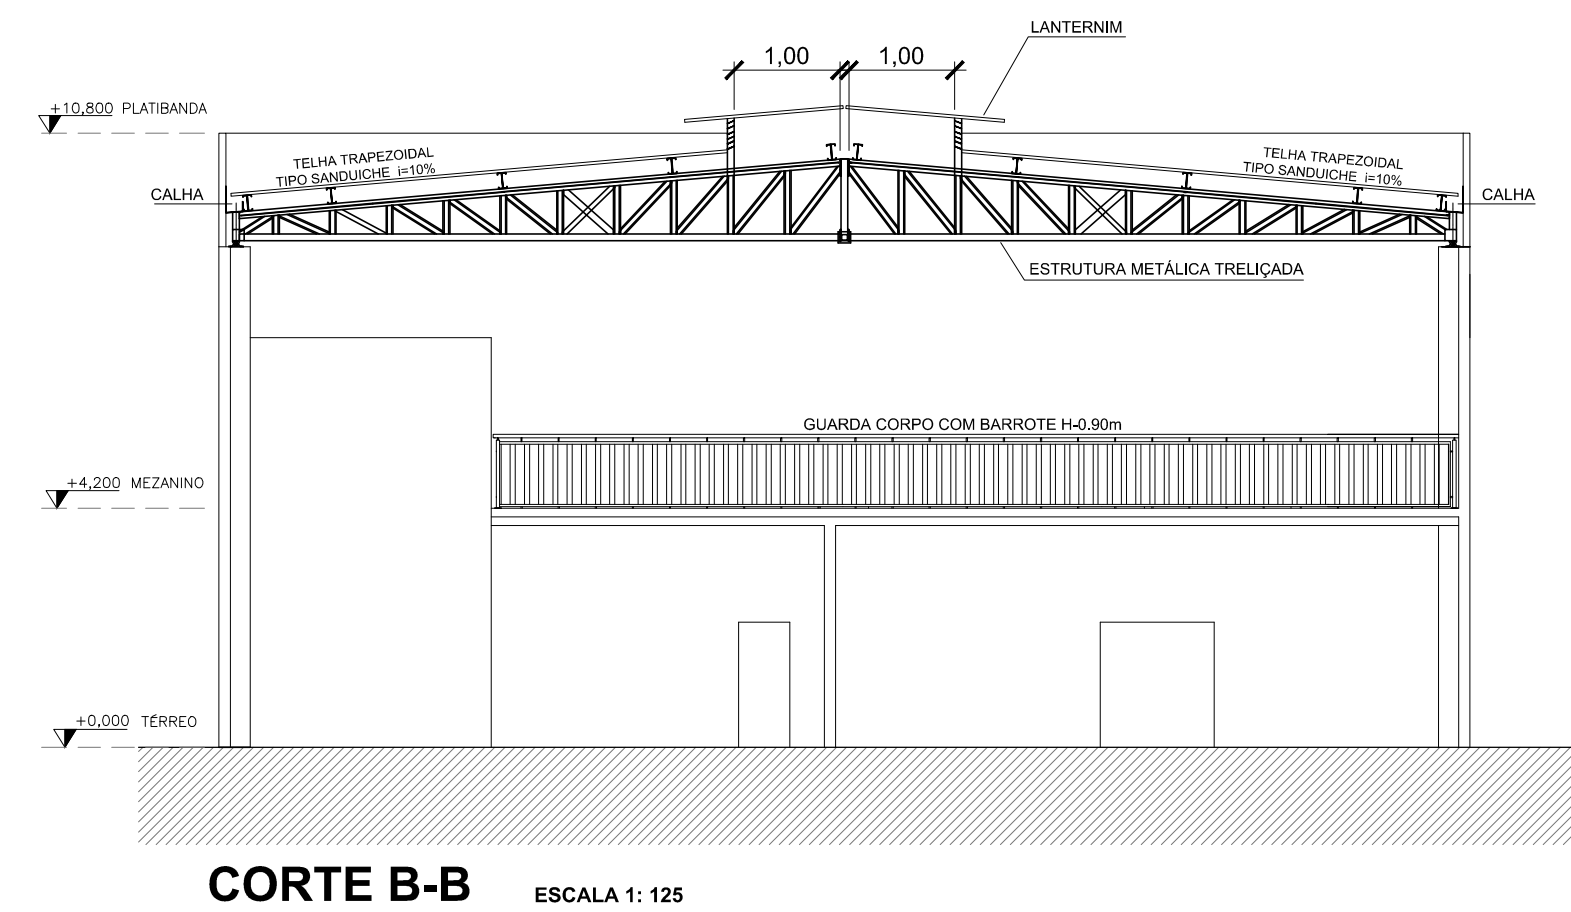 LANTERNIM
1,00 1,00
+10,800 PLATIBANDA
TELHA TRAPEZOIDAL
TIPO SANDUICHE i=10%
TELHA TRAPEZOIDAL
TIPO SANDUICHE i=10%
CALHA
CALHA
ESTRUTURA METÁLICA TRELIÇADA
GUARDA CORPO COM BARROTE H-0.90m
+4,200 MEZANINO
+0,000 TÉRREO
CORTE B-B ESCALA 1: 125